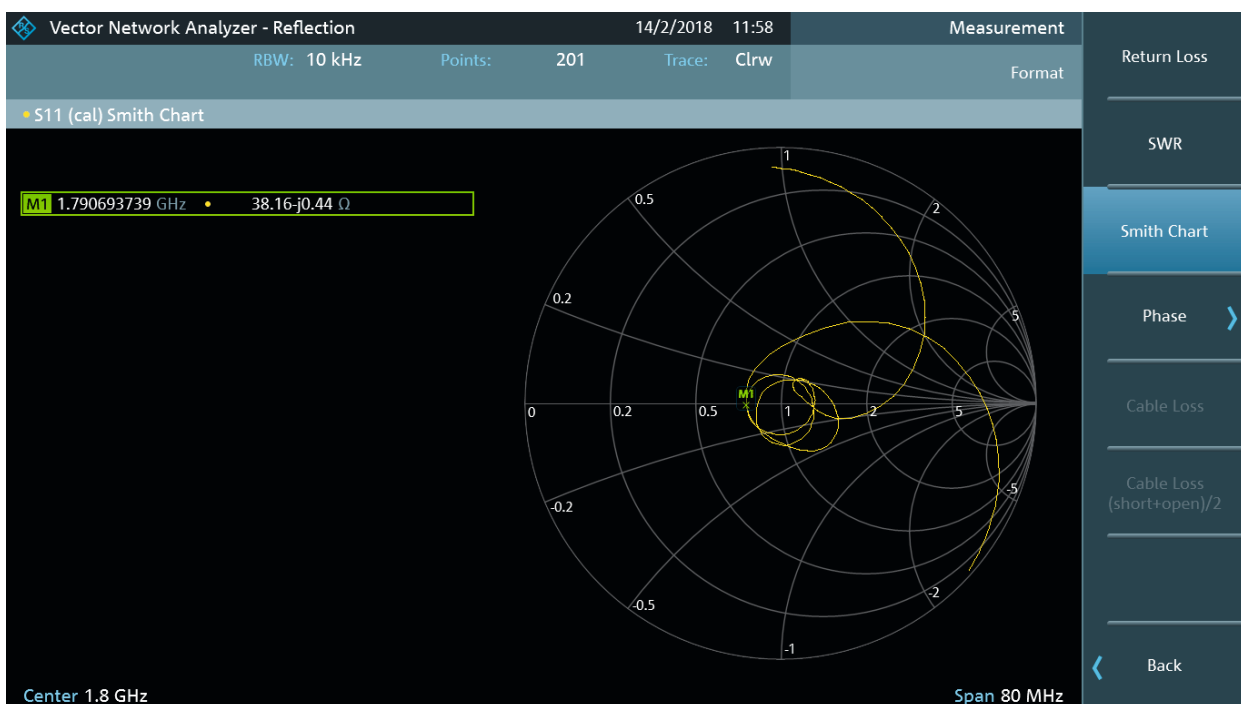 Vector Network Analyzer - Reflection 14/2/2018 11:58 Measurement
RBW: 10 kHz Points: 201 Trace: Clrw Format
S11 (cal) Smith Chart
M1 1.790693739 GHz 38.16-j0.44 Ω
1
0.5
2
0.2
5
M1
0 0.2 0.5 1 2 5
-0.2
-5
-0.5
-2
-1
Center 1.8 GHz Span 80 MHz
Return Loss
SWR
Smith Chart
Phase
Cable Loss
Cable Loss
(short+open)/2
Back